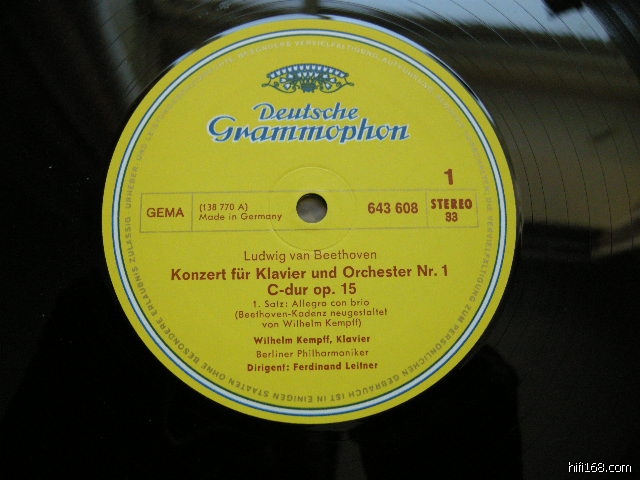 Deutsche
Grammophon
1
GEMA
(138 770 A)
Made in Germany
643 608
STEREO
33
Ludwig van Beethoven
Konzert für Klavier und Orchester Nr. 1
C-dur op. 15
1. Satz: Allegro con brio
(Beethoven-Kadenz neugestaltet
von Wilhelm Kempff)
Wilhelm Kempff, Klavier
Berliner Philharmoniker
Dirigent: Ferdinand Leitner
hifi168.com